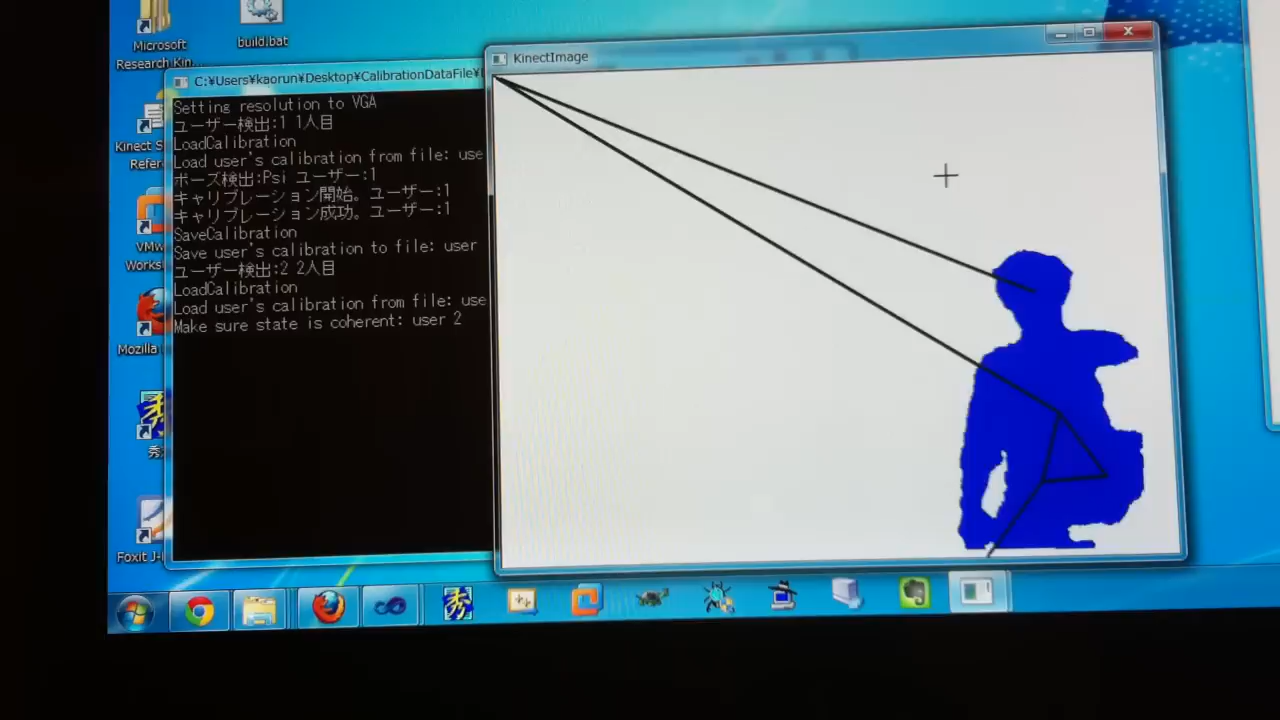 Microsoft
Research Kin...
build.bat
Kinect S
Refer
VMw
Works
Mozilla
秀
Foxit J-
C:¥Users¥kaorun¥Desktop¥CalibrationDataFile¥
Setting resolution to VGA
ユーザー検出:1 1人目
LoadCalibration
Load user's calibration from file: use
ポーズ検出:Psi ユーザー:1
キャリブレーション開始。ユーザー:1
キャリブレーション成功。ユーザー:1
SaveCalibration
Save user's calibration to file: user
ユーザー検出:2 2人目
LoadCalibration
Load user's calibration from file: use
Make sure state is coherent: user 2
KinectImage
秀